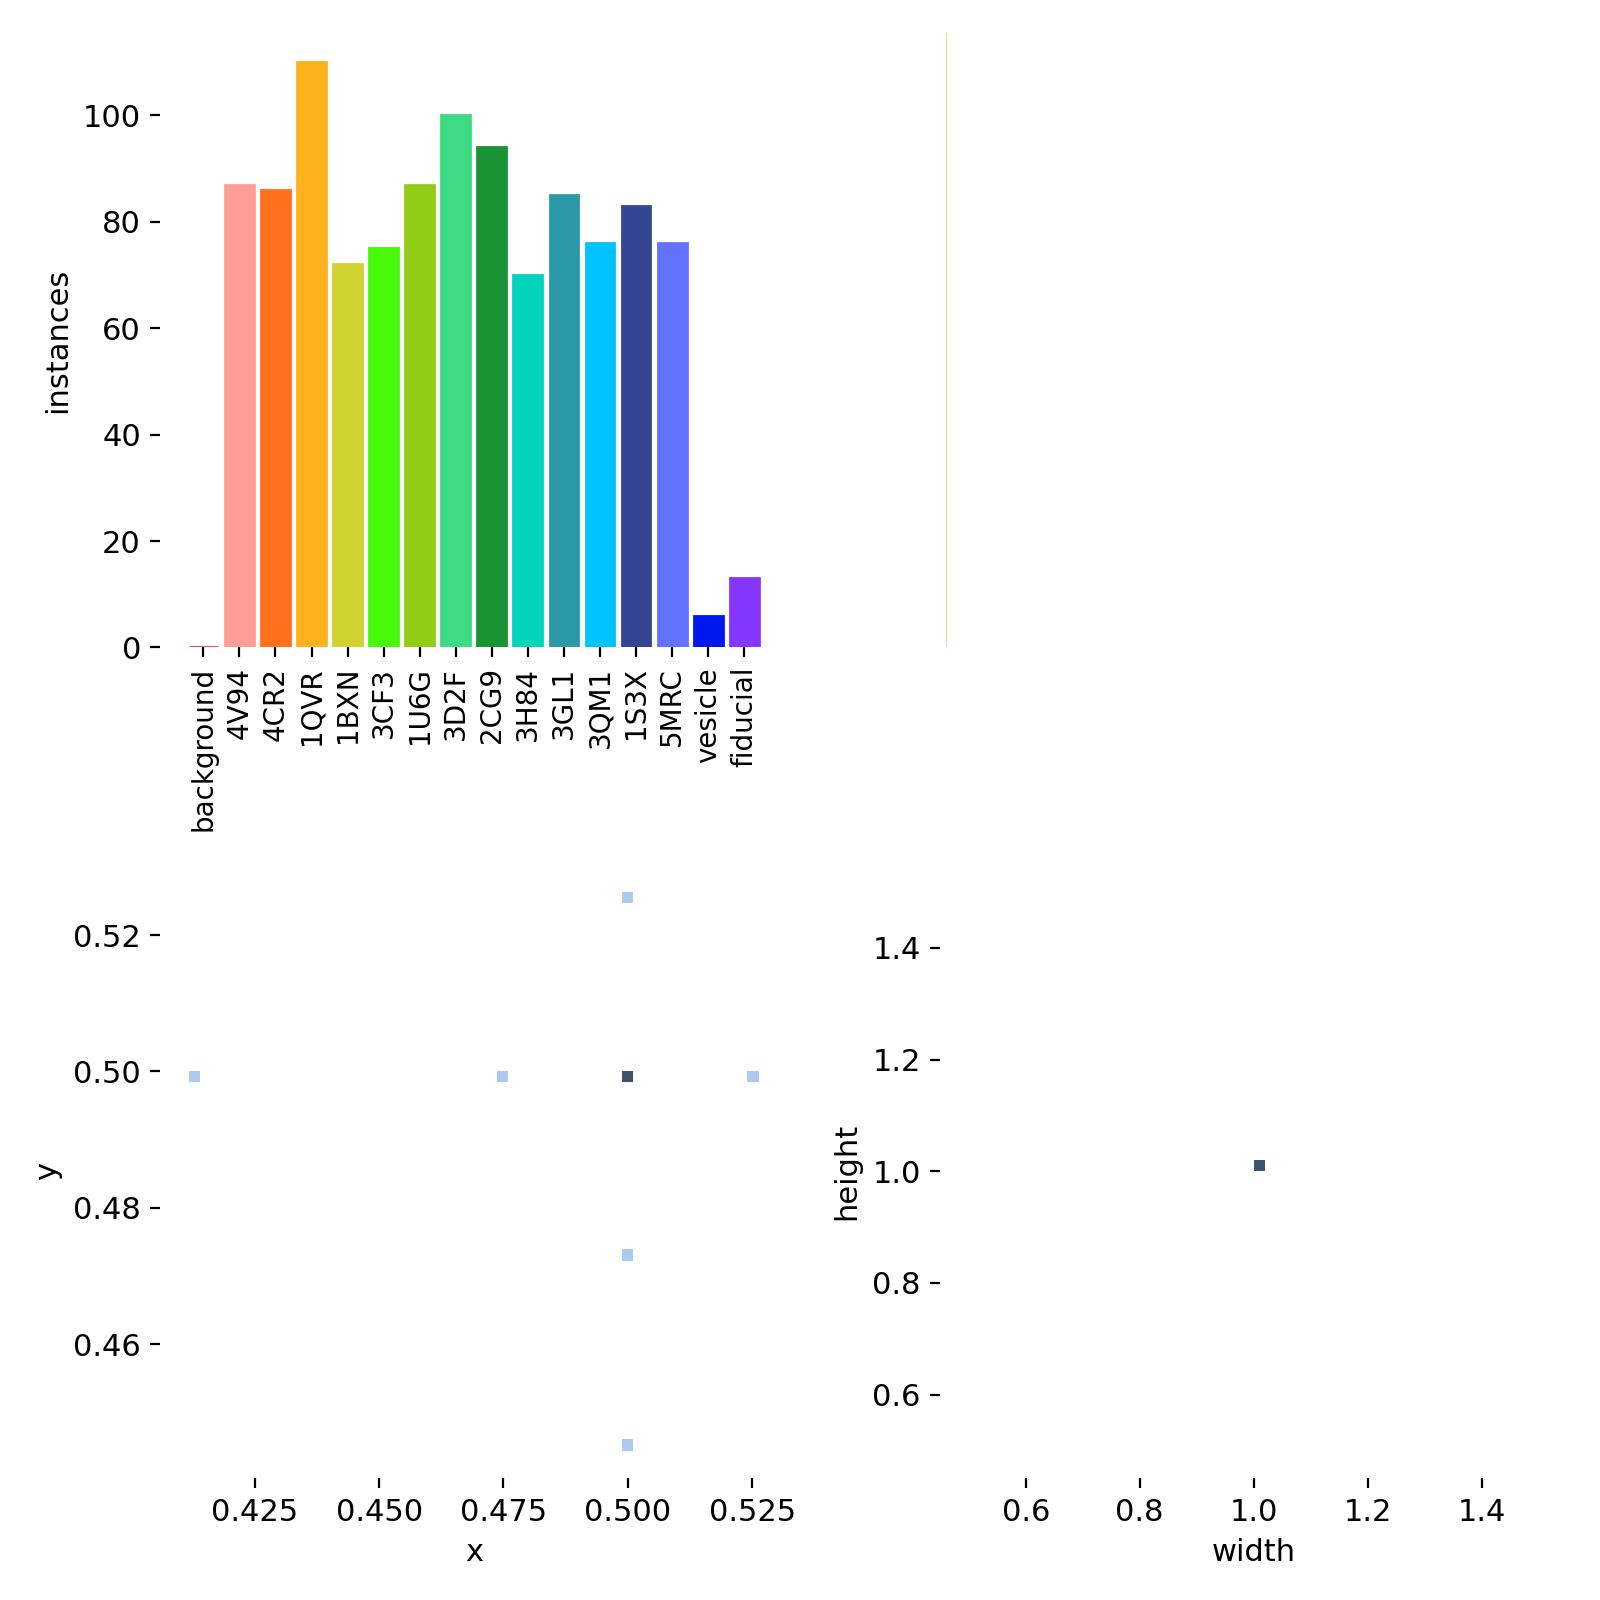 100
80
60
40
20
0
instances
background
4V94
4CR2
1QVR
1BXN
3CF3
1U6G
3D2F
2CG9
3H84
3GL1
3QM1
1S3X
5MRC
vesicle
fiducial
0.52
0.50
0.48
0.46
y
0.425 0.450 0.475 0.500 0.525
x
1.4
1.2
1.0
0.8
0.6
height
0.6 0.8 1.0 1.2 1.4
width